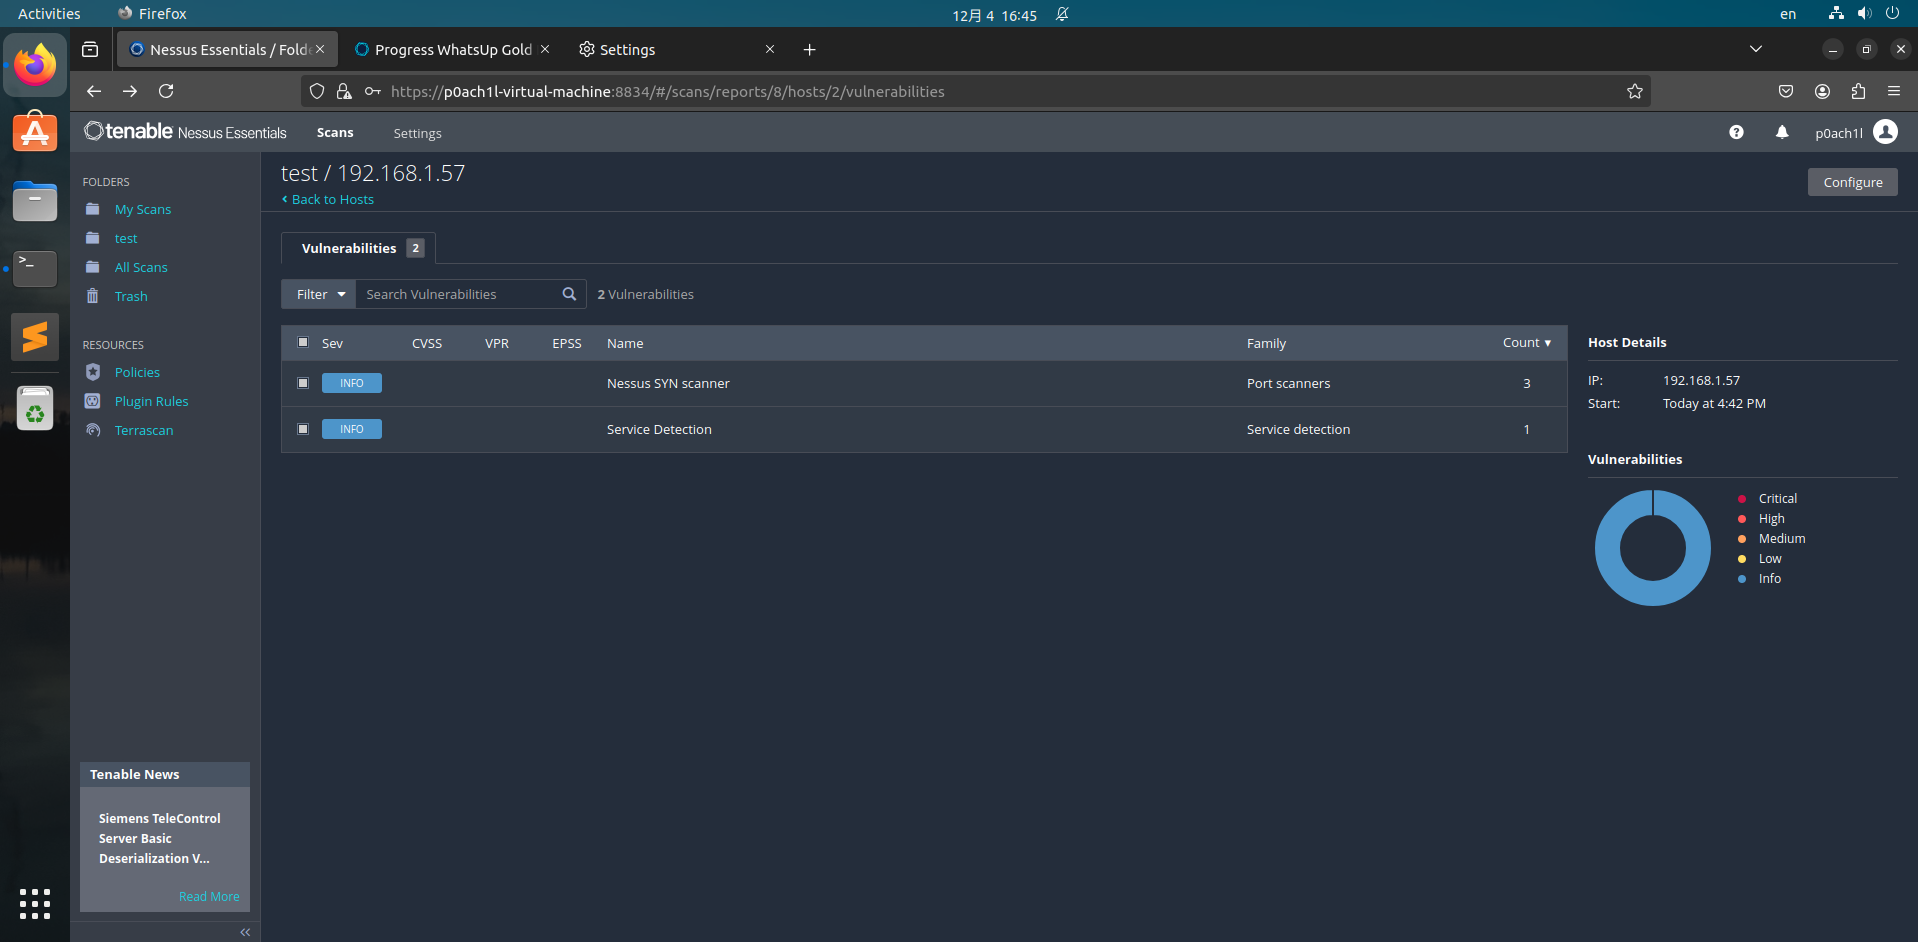 Activities
Firefox
12月 4 16:45
en
Nessus Essentials / Fold
Progress WhatsUp Gold
Settings
https://p0ach1l-virtual-machine:8834/#/scans/reports/8/hosts/2/vulnerabilities
tenable Nessus Essentials
Scans
Settings
p0ach1l
FOLDERS
My Scans
test
All Scans
Trash
RESOURCES
Policies
Plugin Rules
Terrascan
Tenable News
Siemens TeleControl
Server Basic
Deserialization V...
Read More
test / 192.168.1.57
Back to Hosts
Configure
Vulnerabilities 2
Filter
Search Vulnerabilities
2 Vulnerabilities
Sev CVSS VPR EPSS Name Family Count
INFO Nessus SYN scanner Port scanners 3
INFO Service Detection Service detection 1
Host Details
IP: 192.168.1.57
Start: Today at 4:42 PM
Vulnerabilities
Critical
High
Medium
Low
Info